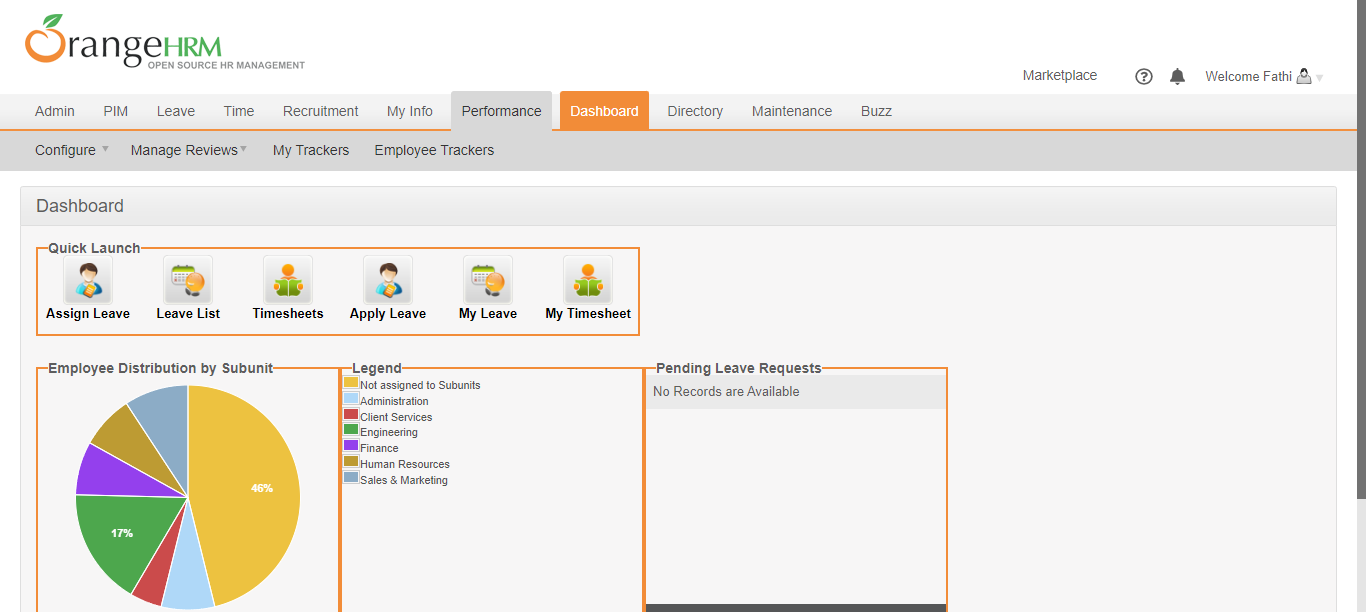 OrangeHRM
OPEN SOURCE HR MANAGEMENT
Marketplace ? Welcome Fathi
Admin PIM Leave Time Recruitment My Info Performance Dashboard Directory Maintenance Buzz
Configure Manage Reviews My Trackers Employee Trackers
Dashboard
Quick Launch
Assign Leave Leave List Timesheets Apply Leave My Leave My Timesheet
Employee Distribution by Subunit
46%
17%
Legend
Not assigned to Subunits
Administration
Client Services
Engineering
Finance
Human Resources
Sales & Marketing
Pending Leave Requests
No Records are Available